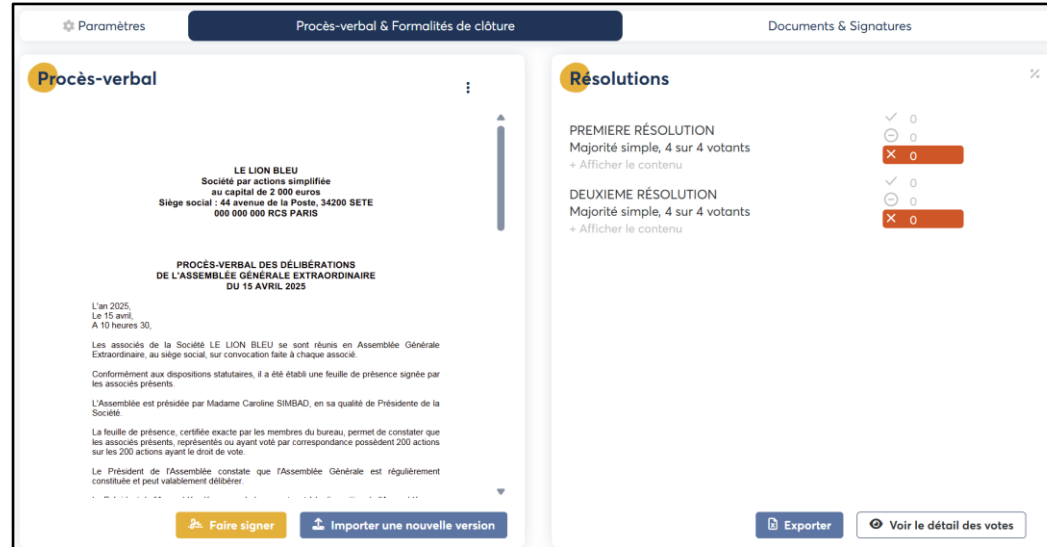 Paramètres
Procès-verbal & Formalités de clôture
Documents & Signatures
Procès-verbal
LE LION BLEU
Société par actions simplifiée
au capital de 2 000 euros
Siège social : 44 avenue de la Poste, 34200 SETE
000 000 000 RCS PARIS
PROCÈS-VERBAL DES DÉLIBÉRATIONS
DE L'ASSEMBLÉE GÉNÉRALE EXTRAORDINAIRE
DU 15 AVRIL 2025
L'an 2025,
Le 15 avril,
A 10 heures 30,
Les associés de la Société LE LION BLEU se sont réunis en Assemblée Générale
Extraordinaire, au siège social, sur convocation faite à chaque associé.
Conformément aux dispositions statutaires, il a été établi une feuille de présence signée par
les associés présents.
L'Assemblée est présidée par Madame Caroline SIMBAD, en sa qualité de Présidente de la
Société.
La feuille de présence, certifiée exacte par les membres du bureau, permet de constater que
les associés présents, représentés ou ayant voté par correspondance possèdent 200 actions
sur les 200 actions ayant le droit de vote.
Le Président de l'Assemblée constate que l'Assemblée Générale est régulièrement
constituée et peut valablement délibérer.
Faire signer
Importer une nouvelle version
Résolutions
PREMIERE RÉSOLUTION
Majorité simple, 4 sur 4 votants
+ Afficher le contenu
0
0
0
DEUXIEME RÉSOLUTION
Majorité simple, 4 sur 4 votants
+ Afficher le contenu
0
0
0
Exporter
Voir le détail des votes